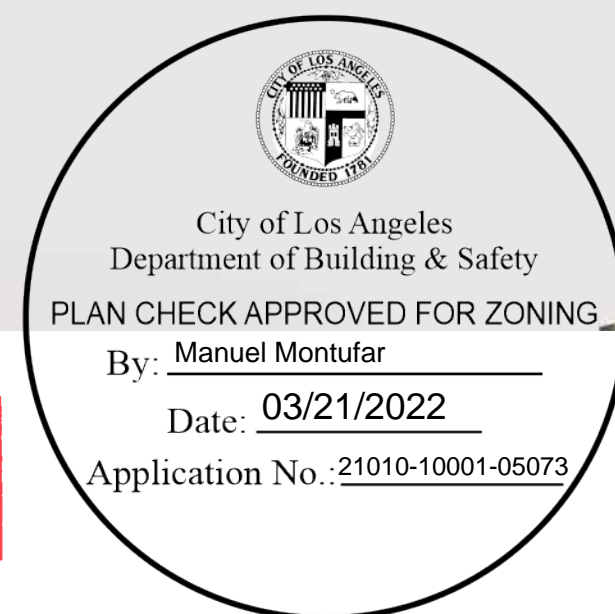 CITY OF LOS ANGELES
FOUNDED 1781
City of Los Angeles
Department of Building & Safety
PLAN CHECK APPROVED FOR ZONING
By: Manuel Montufar
Date: 03/21/2022
Application No.: 21010-10001-05073